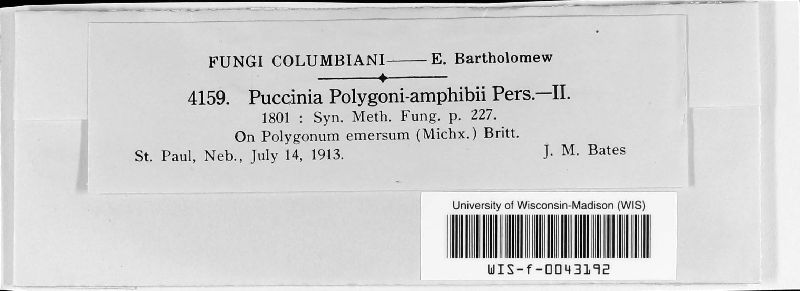 FUNGI COLUMBIANI—— E. Bartholomew
4159. Puccinia Polygoni-amphibii Pers.—II.
1801 : Syn. Meth. Fung. p. 227.
On Polygonum emersum (Michx.) Britt.
St. Paul, Neb., July 14, 1913. J. M. Bates
University of Wisconsin-Madison (WIS)
WIS-f-0043192